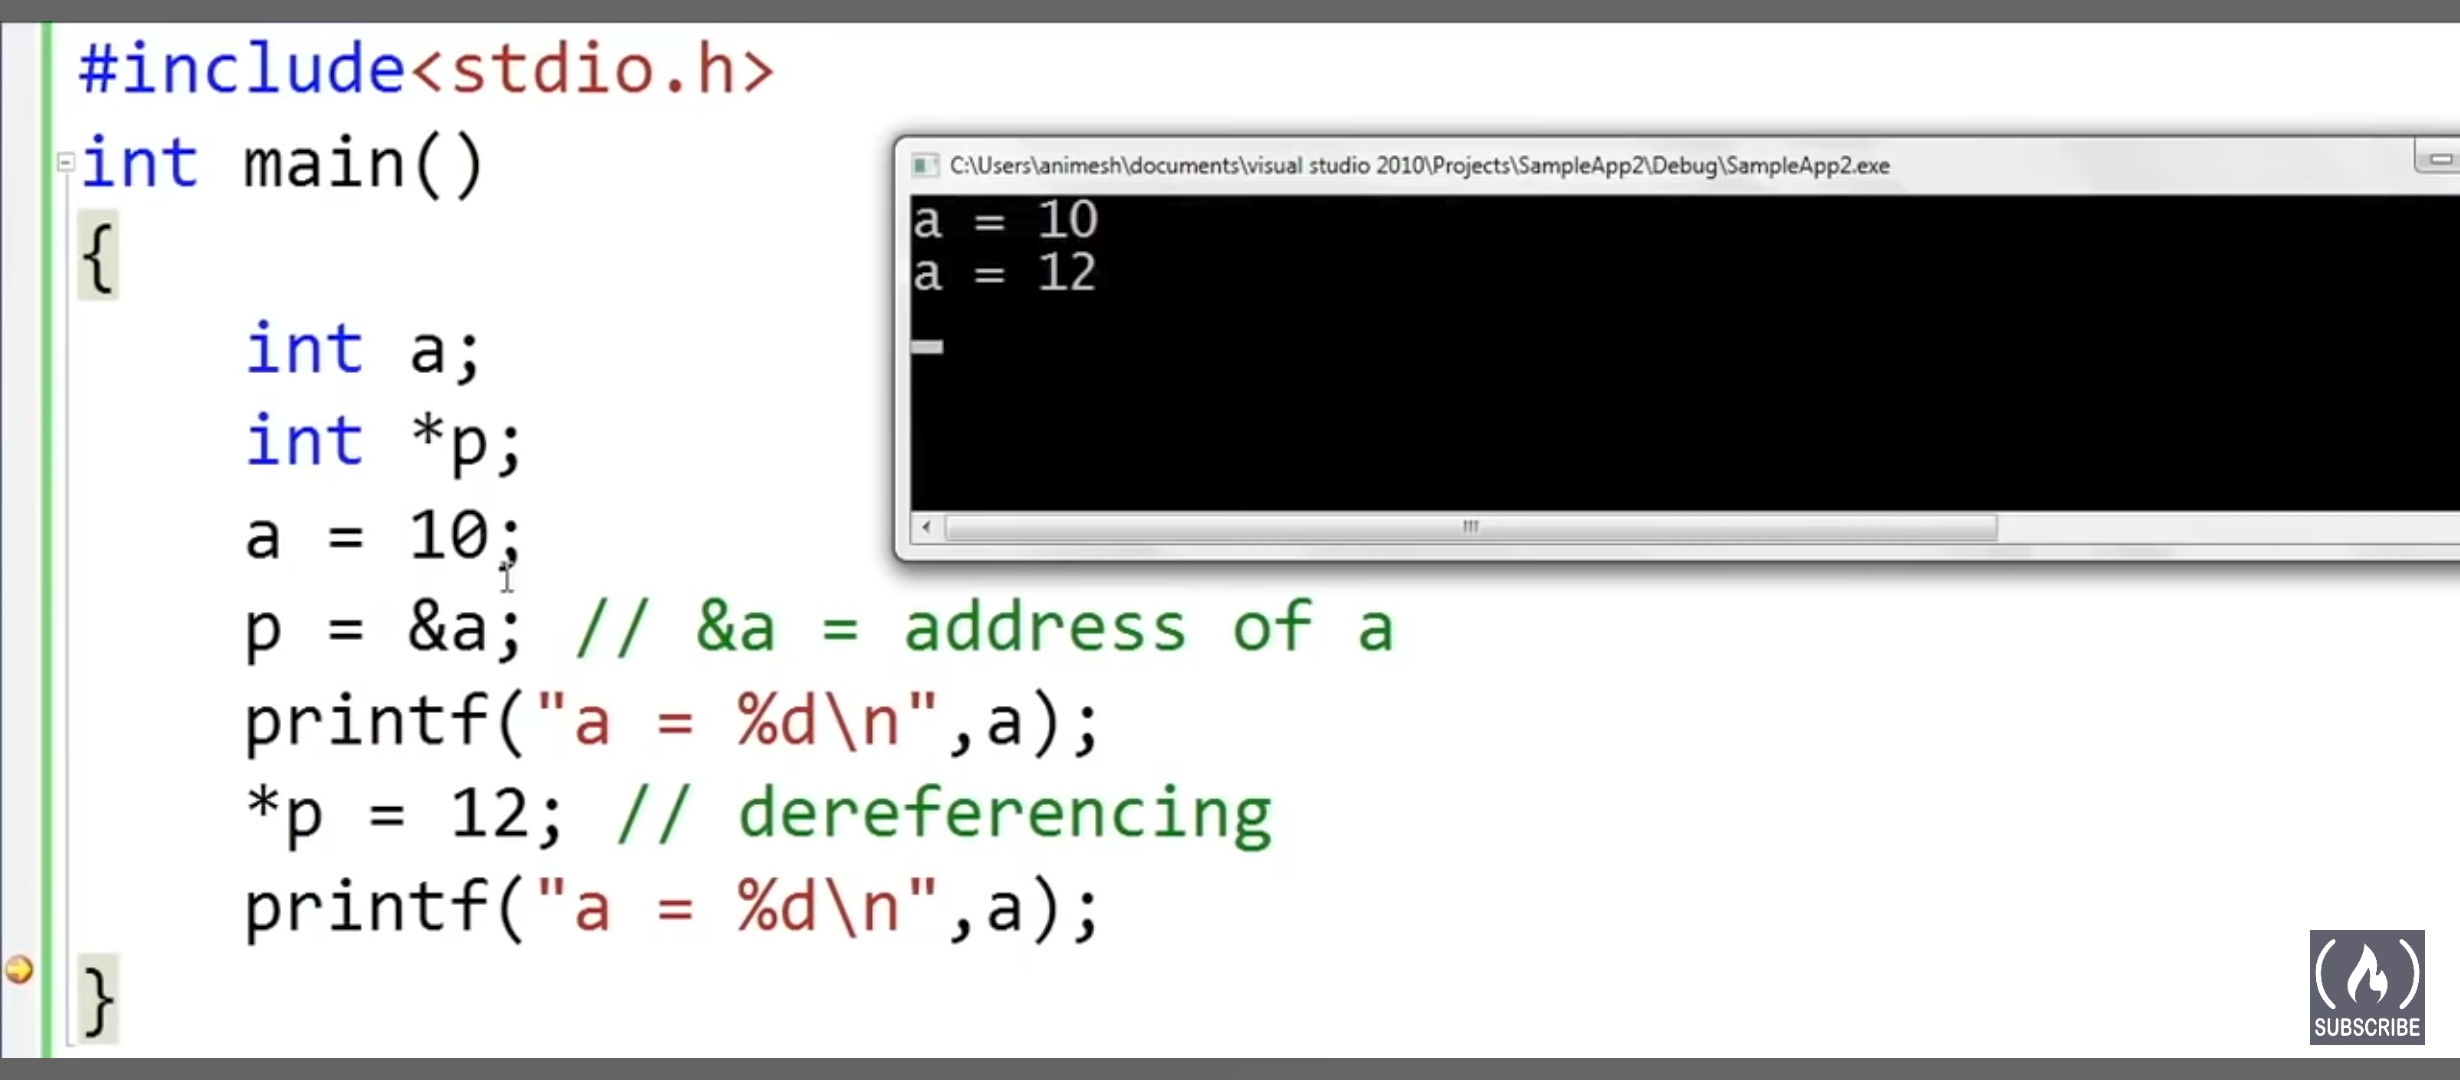 #include<stdio.h>
int main()
{
int a;
int *p;
a = 10;
p = &a; // &a = address of a
printf("a = %d\n",a);
*p = 12; // dereferencing
printf("a = %d\n",a);
}
C:\Users\animesh\documents\visual studio 2010\Projects\SampleApp2\Debug\SampleApp2.exe
a = 10
a = 12
SUBSCRIBE